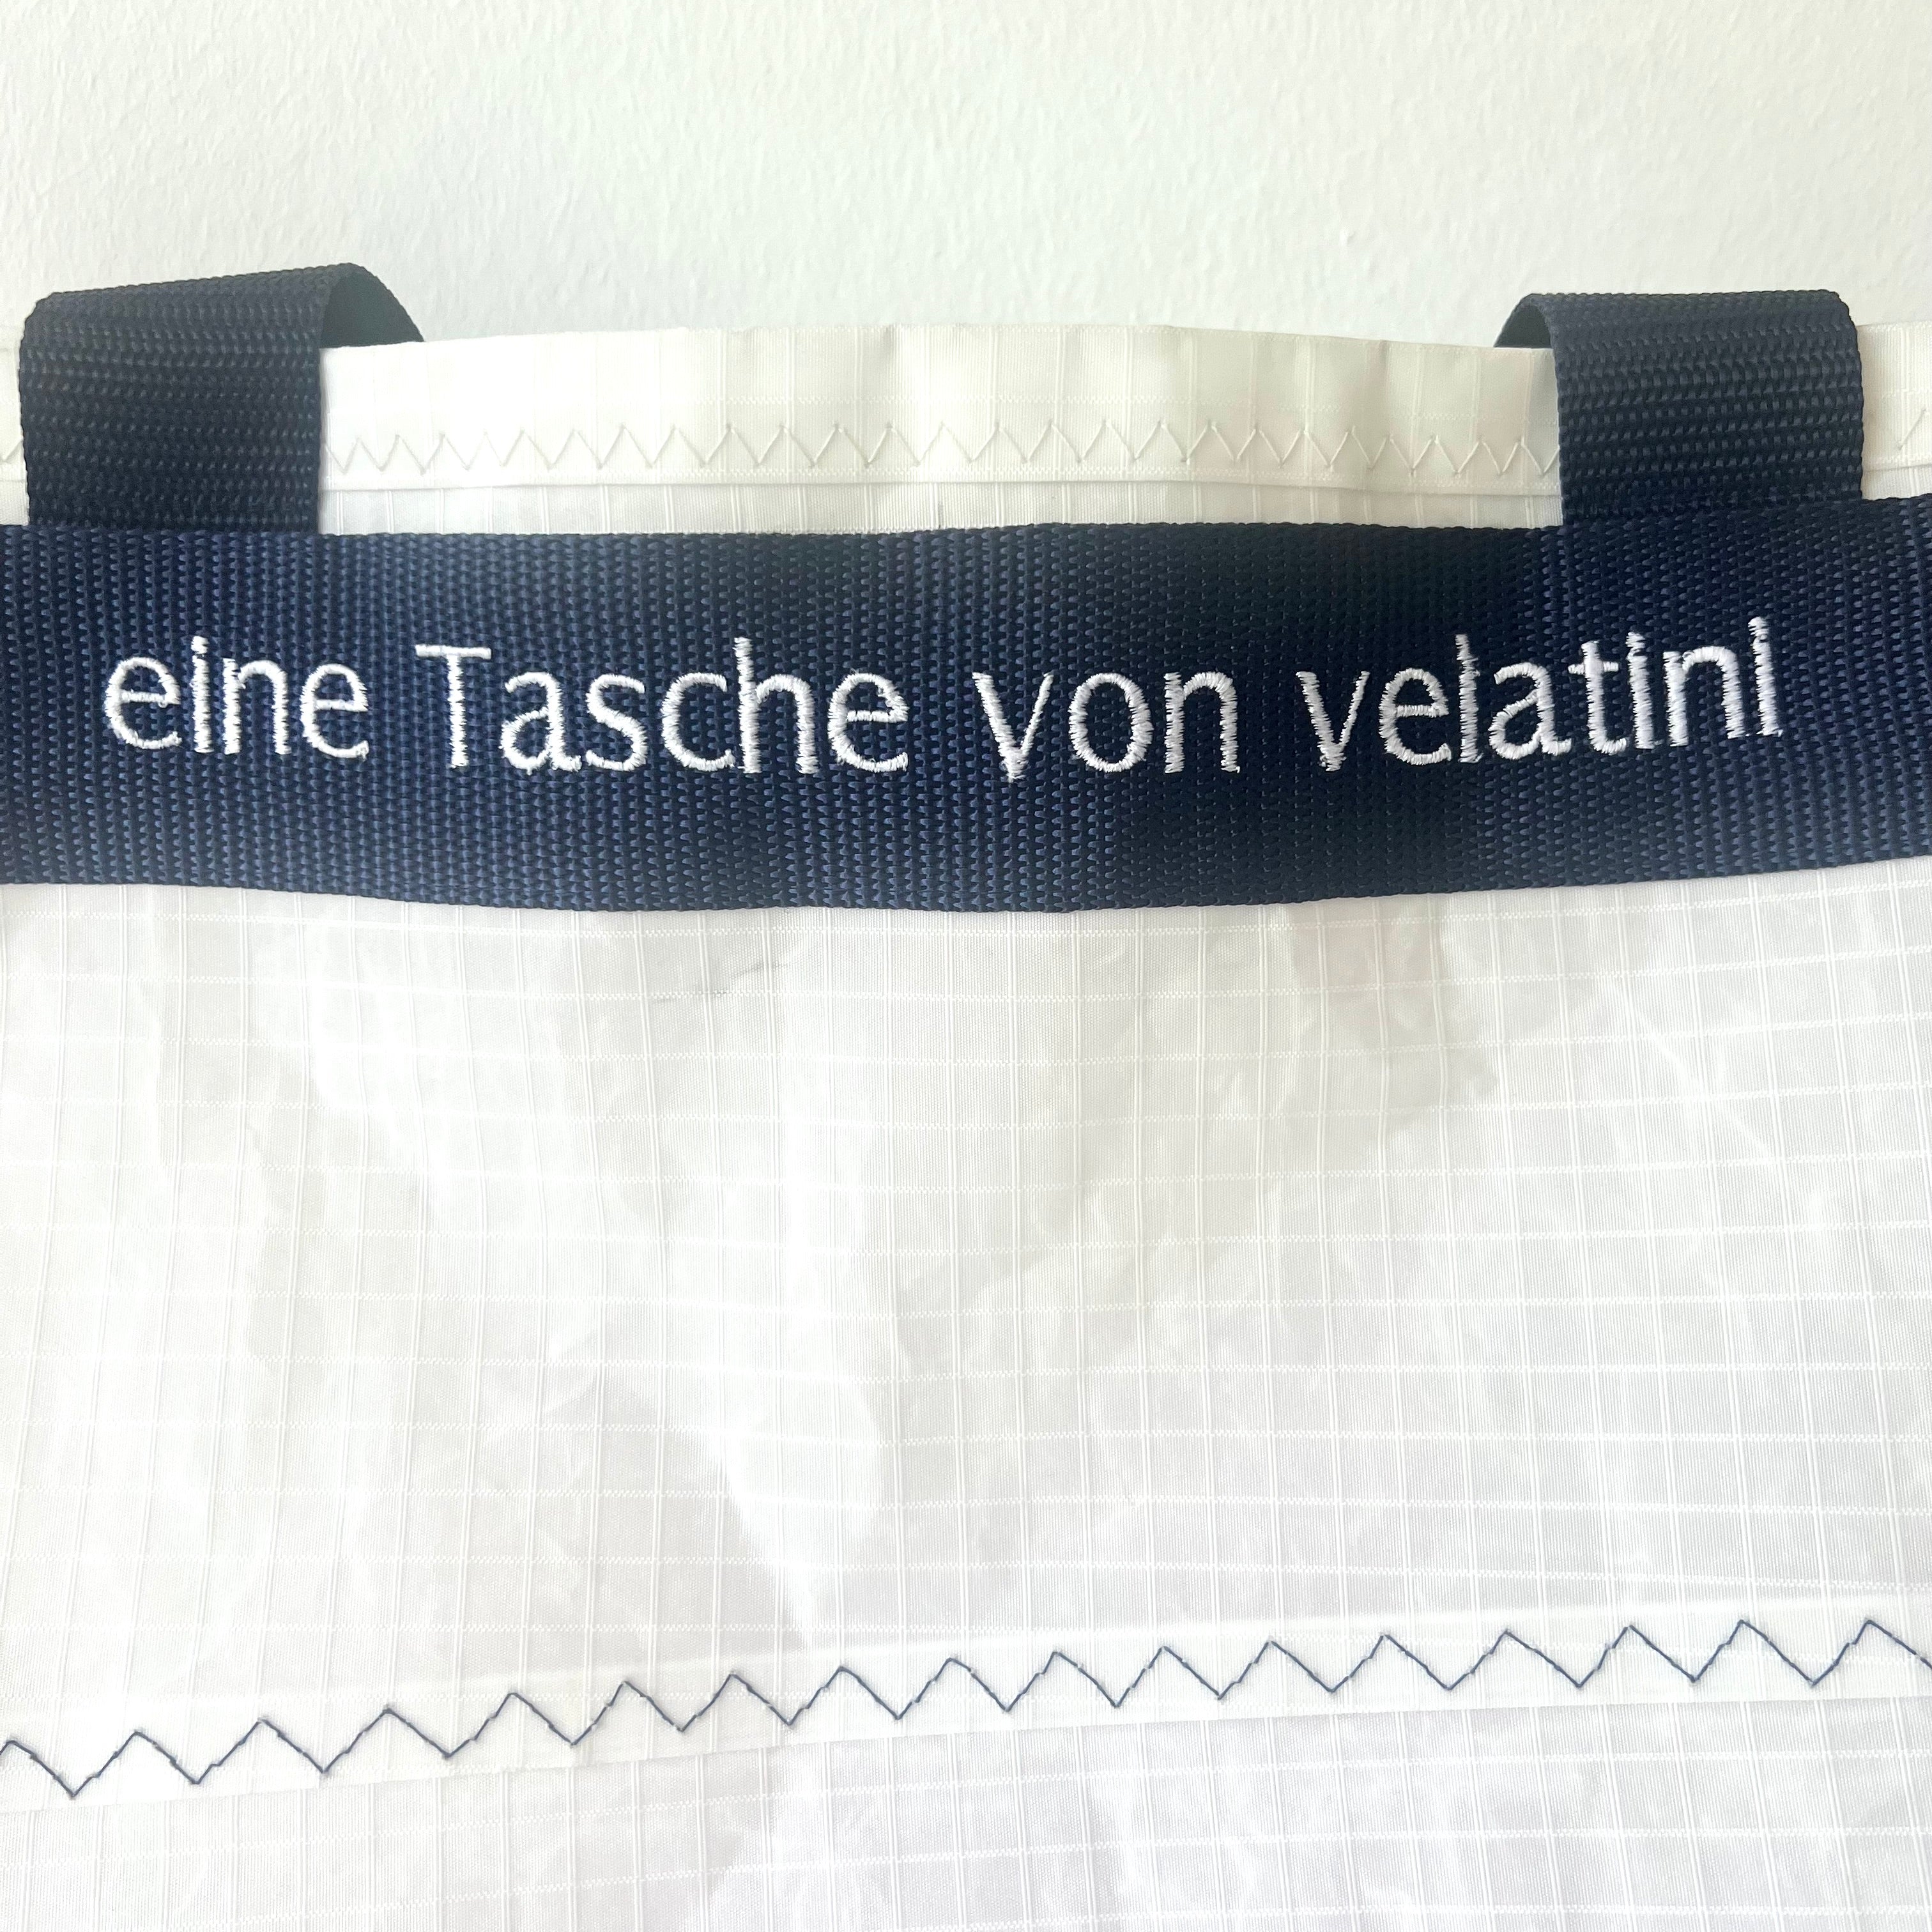 eine Tasche von velatini